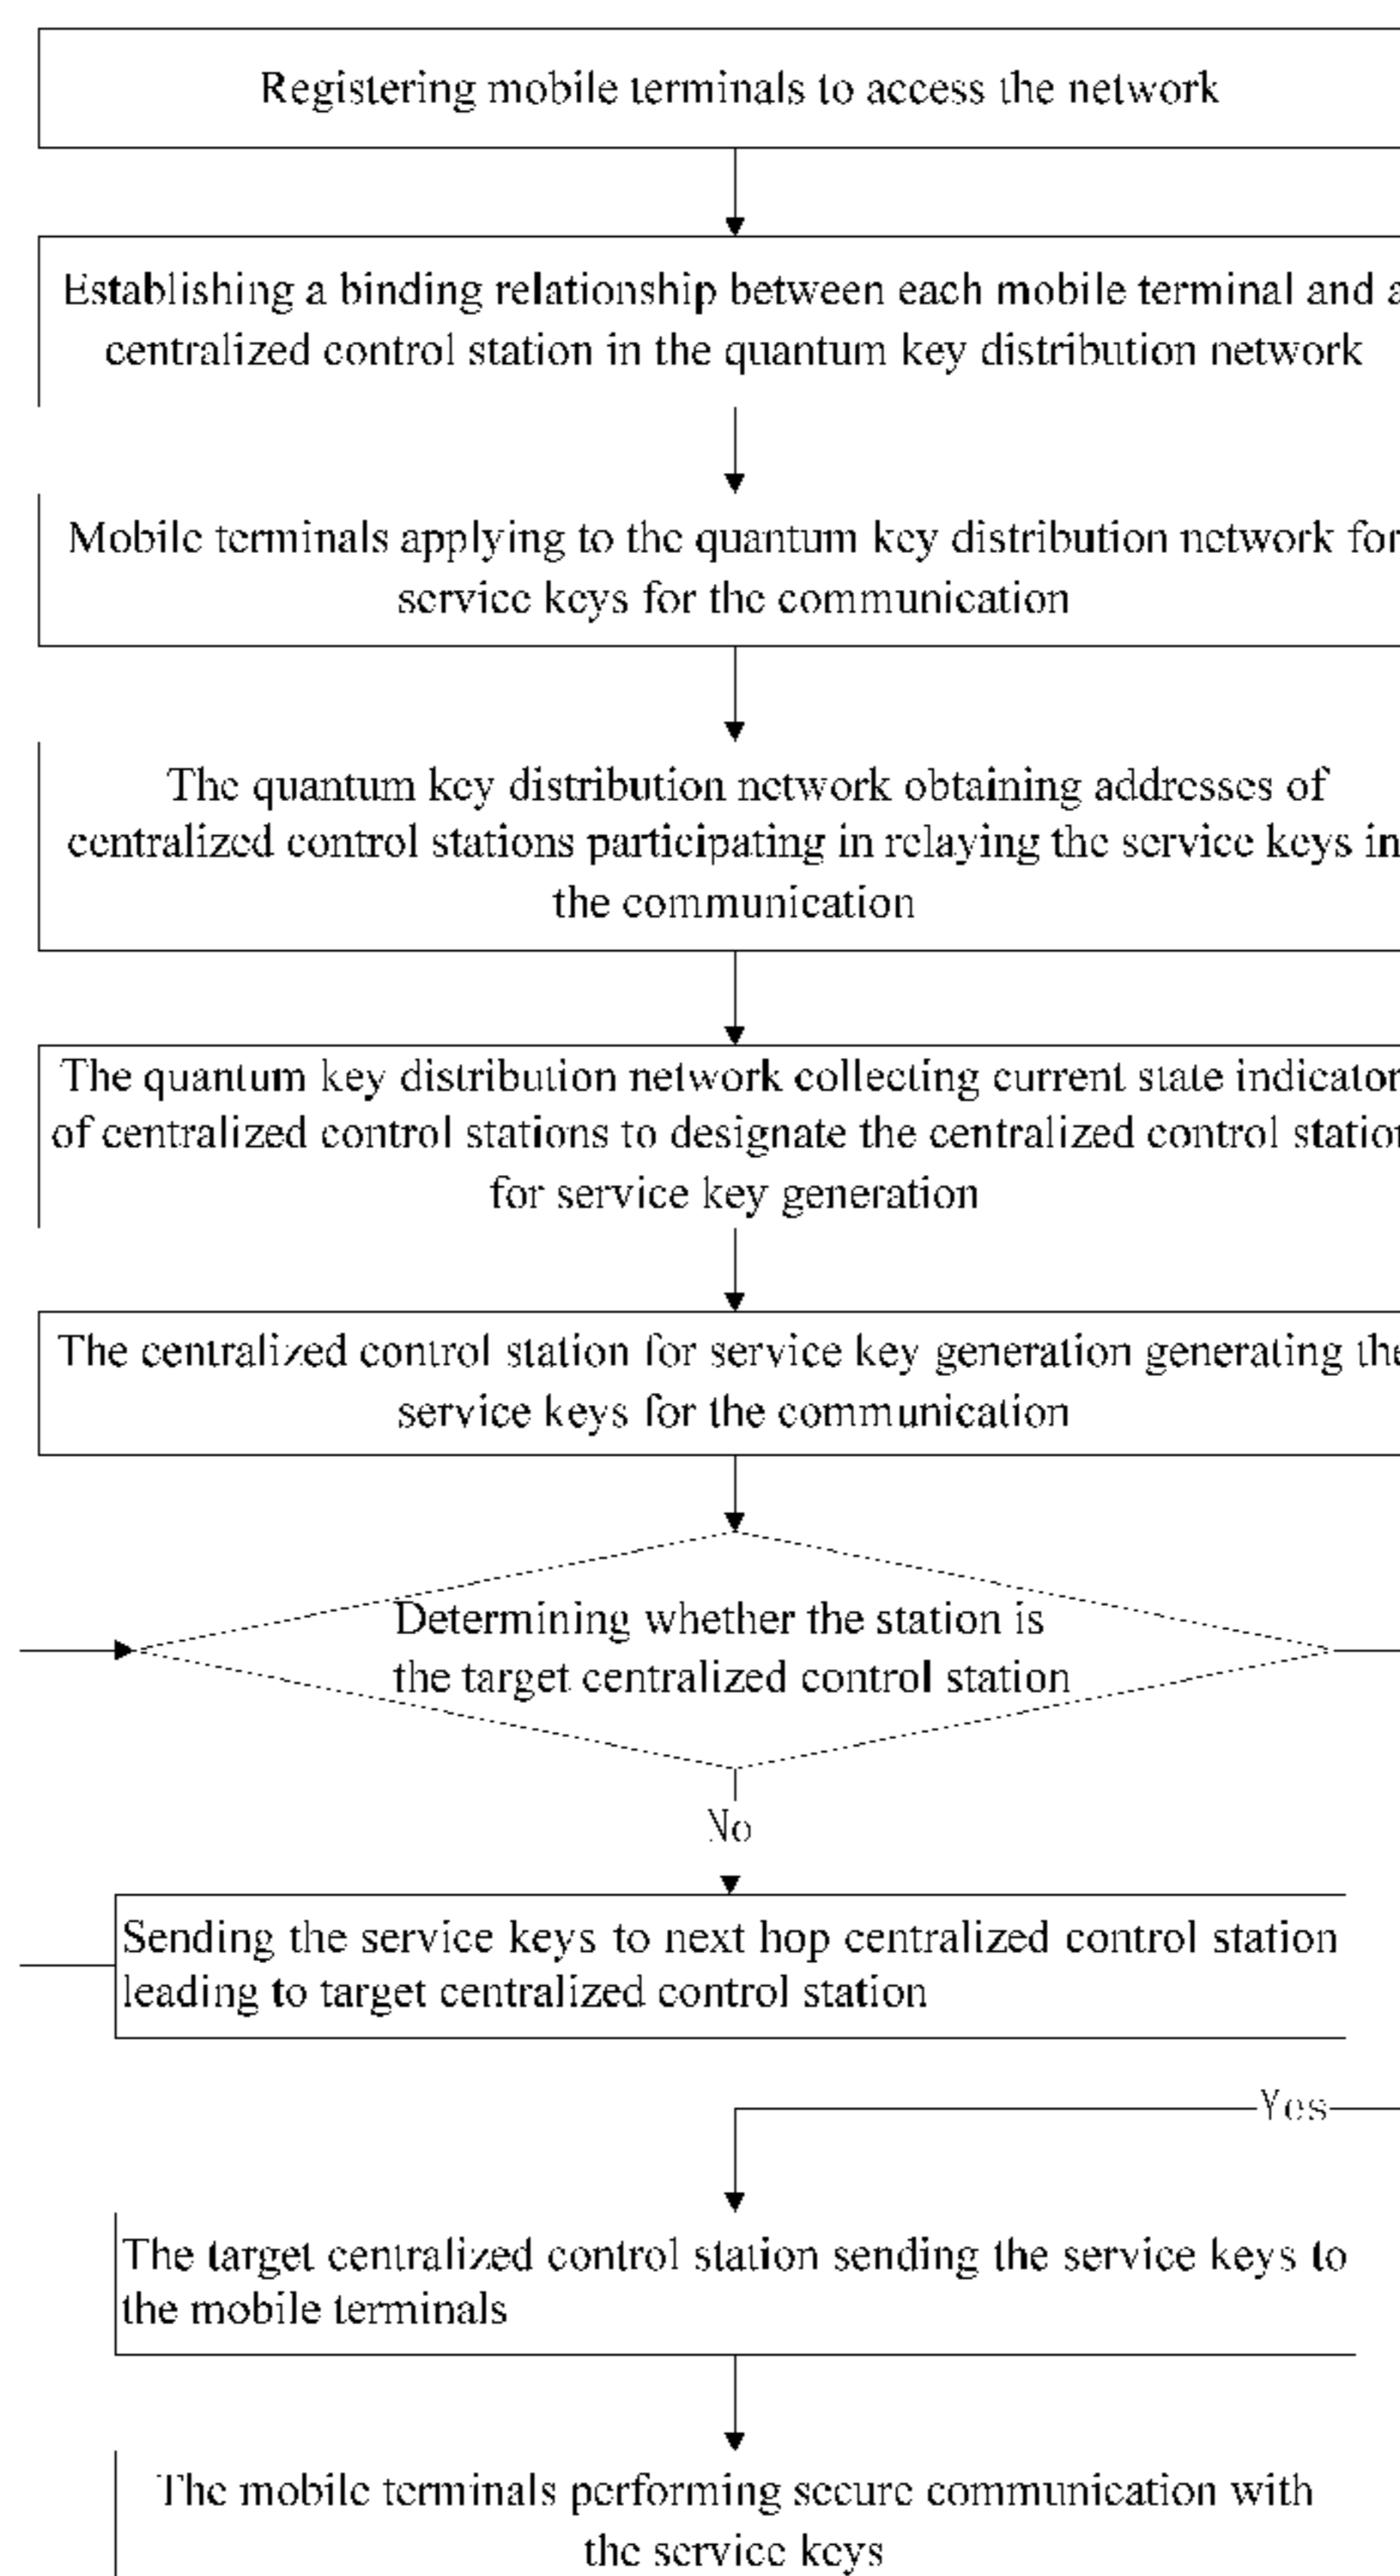 Registering mobile terminals to access the network
Establishing a binding relationship between each mobile terminal and a
centralized control station in the quantum key distribution network
Mobile terminals applying to the quantum key distribution network for
service keys for the communication
The quantum key distribution network obtaining addresses of
centralized control stations participating in relaying the service keys in
the communication
The quantum key distribution network collecting current state indicator
of centralized control stations to designate the centralized control station
for service key generation
The centralized control station for service key generation generating the
service keys for the communication
Determining whether the station is
the target centralized control station
No
Sending the service keys to next hop centralized control station
leading to target centralized control station
Yes
The target centralized control station sending the service keys to
the mobile terminals
The mobile terminals performing secure communication with
the service keys